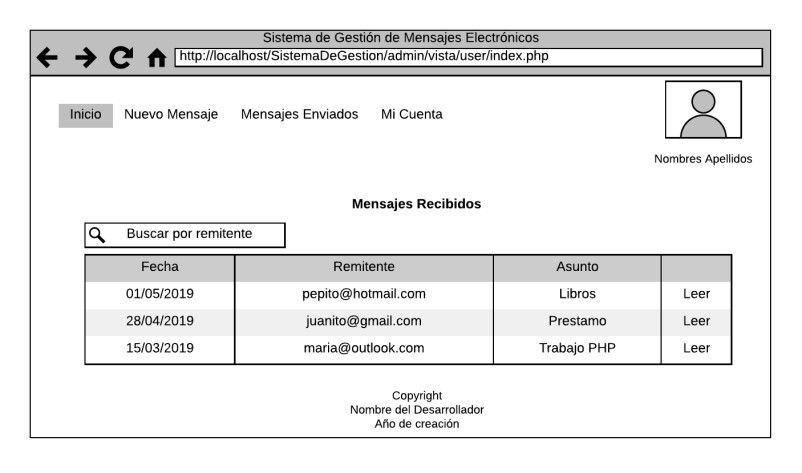 Sistema de Gestión de Mensajes Electrónicos
http://localhost/SistemaDeGestion/admin/vista/user/index.php
Inicio Nuevo Mensaje Mensajes Enviados Mi Cuenta
Nombres Apellidos
Mensajes Recibidos
Buscar por remitente
Fecha Remitente Asunto
01/05/2019 pepito@hotmail.com Libros Leer
28/04/2019 juanito@gmail.com Prestamo Leer
15/03/2019 maria@outlook.com Trabajo PHP Leer
Copyright
Nombre del Desarrollador
Año de creación